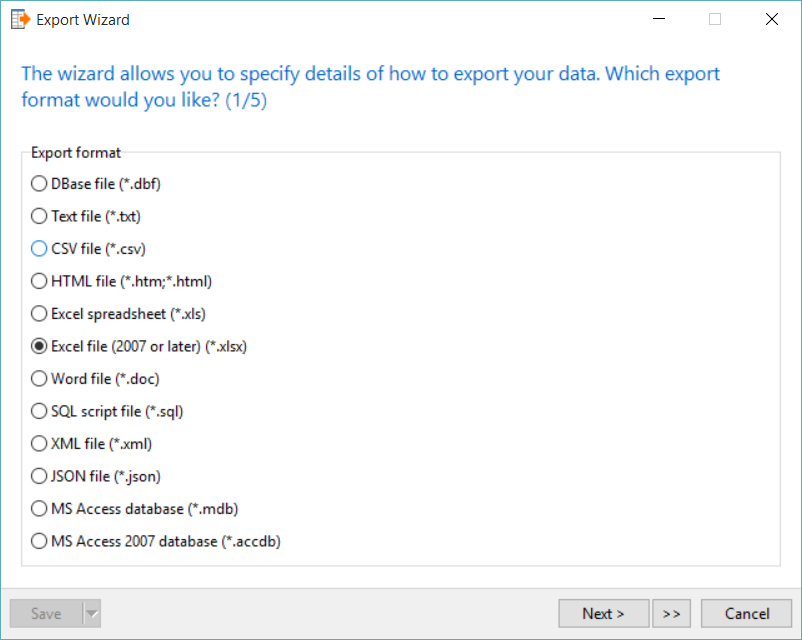 Export Wizard
The wizard allows you to specify details of how to export your data. Which export
format would you like? (1/5)
Export format
DBase file (*.dbf)
Text file (*.txt)
CSV file (*.csv)
HTML file (*.htm;*.html)
Excel spreadsheet (*.xls)
Excel file (2007 or later) (*.xlsx)
Word file (*.doc)
SQL script file (*.sql)
XML file (*.xml)
JSON file (*.json)
MS Access database (*.mdb)
MS Access 2007 database (*.accdb)
Save Next > >> Cancel